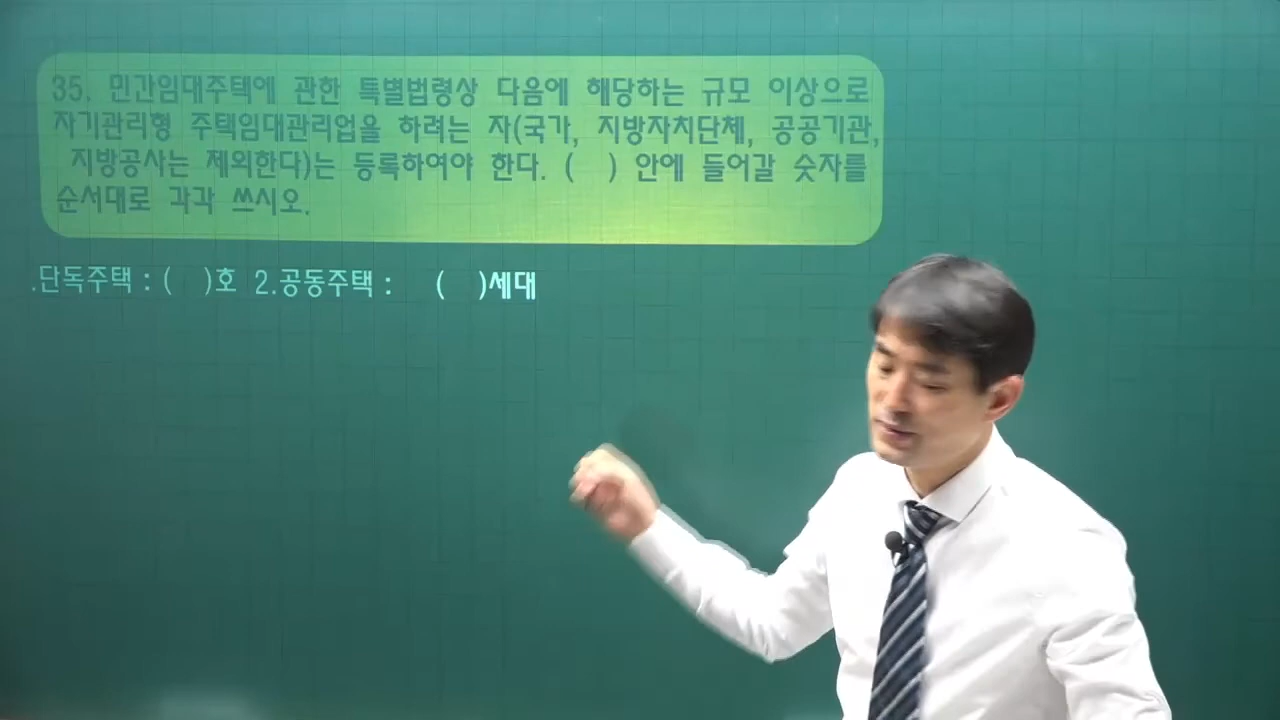 35. 민간임대주택에 관한 특별법령상 다음에 해당하는 규모 이상으로
자기관리형 주택임대관리업을 하려는 자(국가, 지방자치단체, 공공기관,
지방공사는 제외한다)는 등록하여야 한다. ( ) 안에 들어갈 숫자를
순서대로 각각 쓰시오.
.단독주택 : ( )호 2.공동주택 : ( )세대